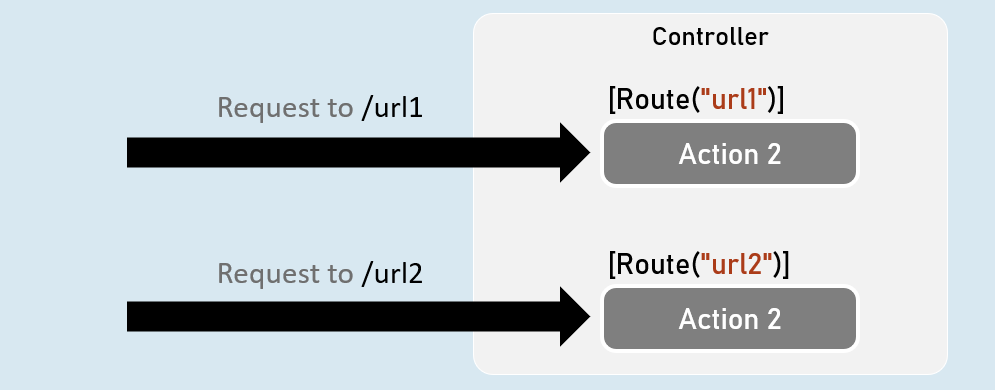 Controller
Request to /url1
[Route("url1")]
Action 2
Request to /url2
[Route("url2")]
Action 2